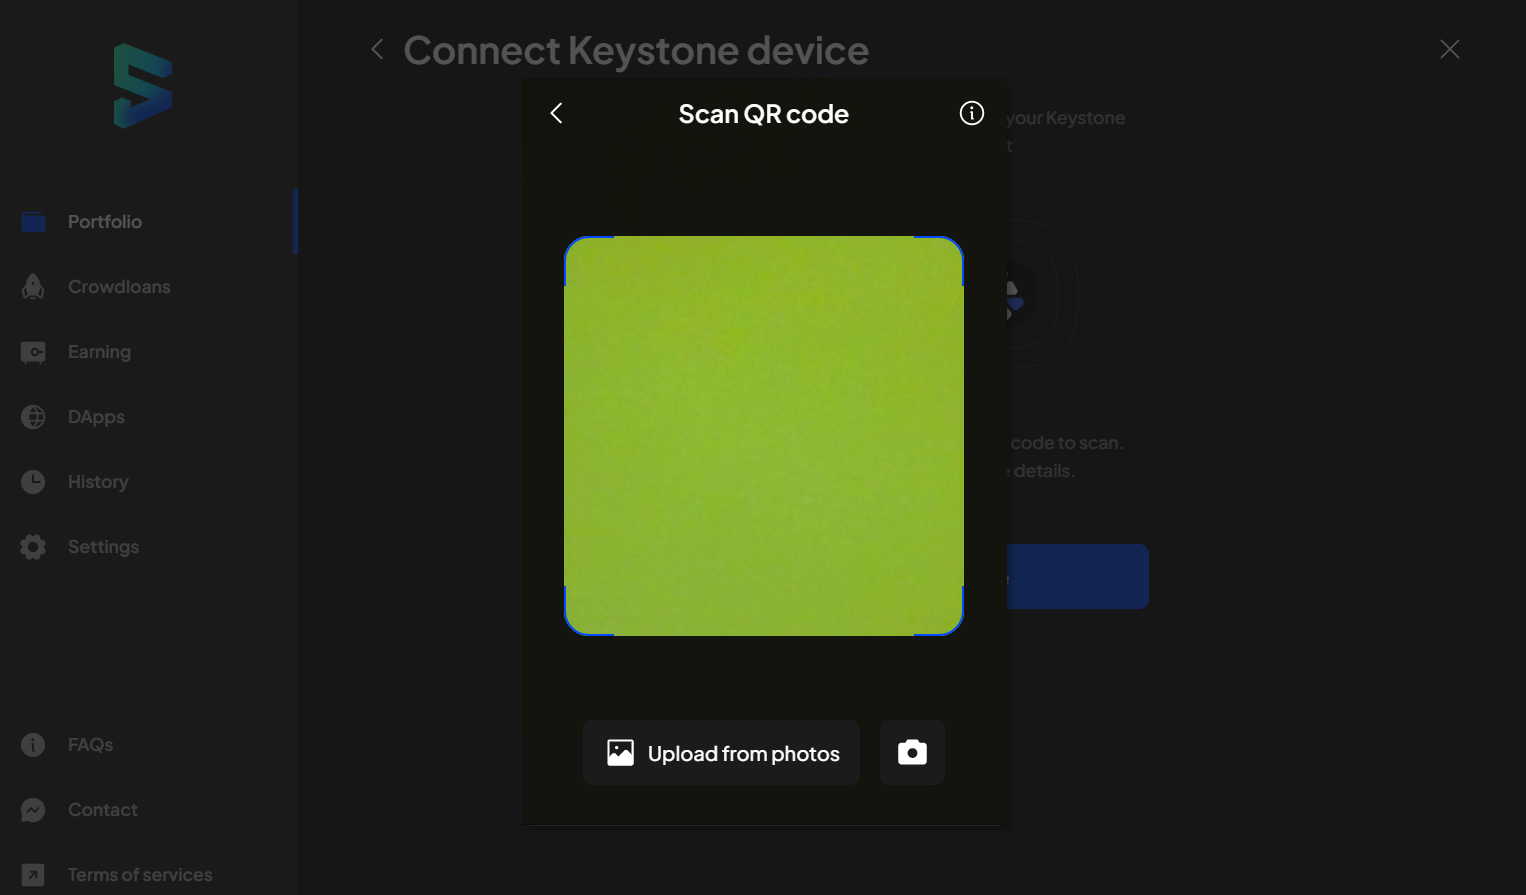 Connect Keystone device
Scan QR code
your Keystone
Portfolio
Crowdloans
Earning
DApps
code to scan.
details.
History
Settings
FAQs
Upload from photos
Contact
Terms of services